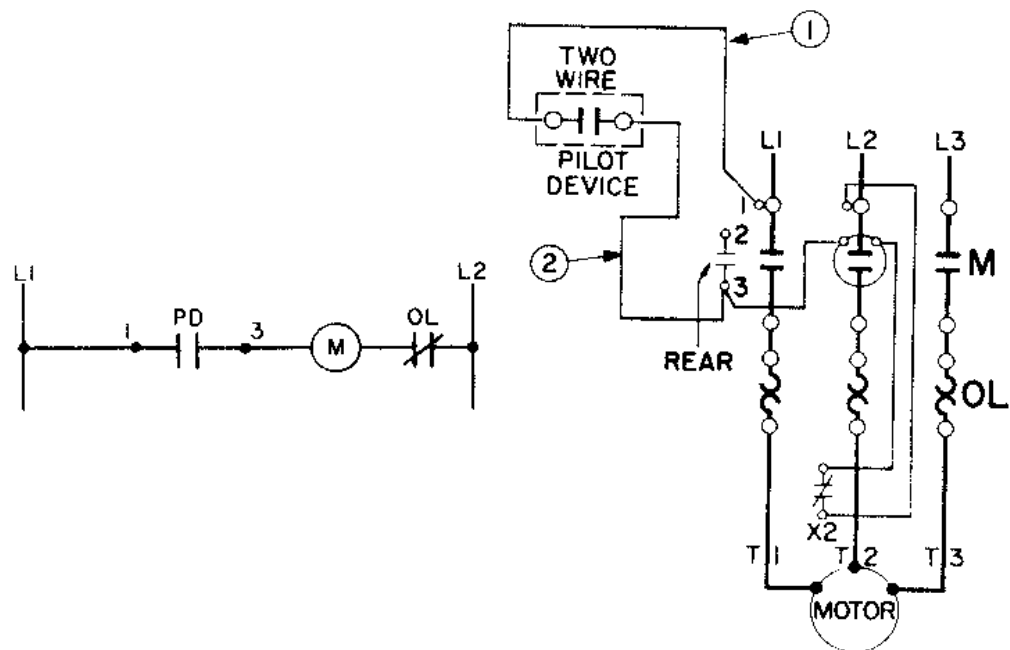 1
TWO
WIRE
PILOT
DEVICE
L1
L2
L3
1
2
2
3
M
REAR
OL
L1
L2
PD
OL
1
3
M
X2
T1
T2
T3
MOTOR